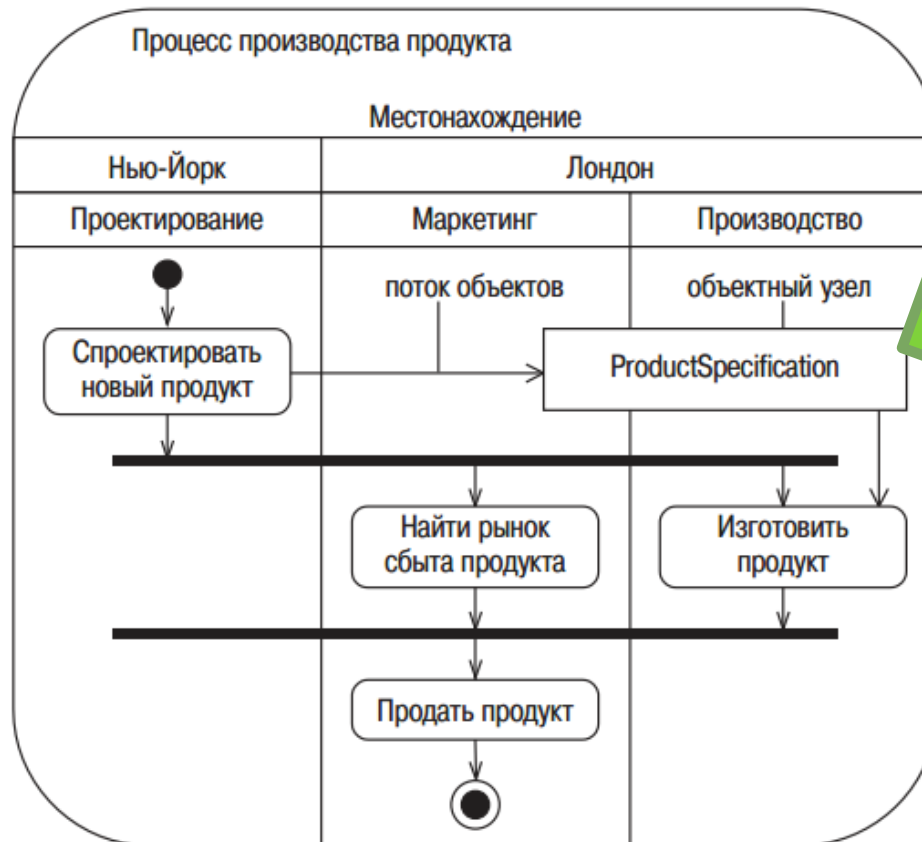 Процесс производства продукта
Местонахождение
Нью-Йорк
Лондон
Проектирование
Маркетинг
Производство
поток объектов
объектный узел
Спроектировать
новый продукт
ProductSpecification
Найти рынок
сбыта продукта
Изготовить
продукт
Продать продукт